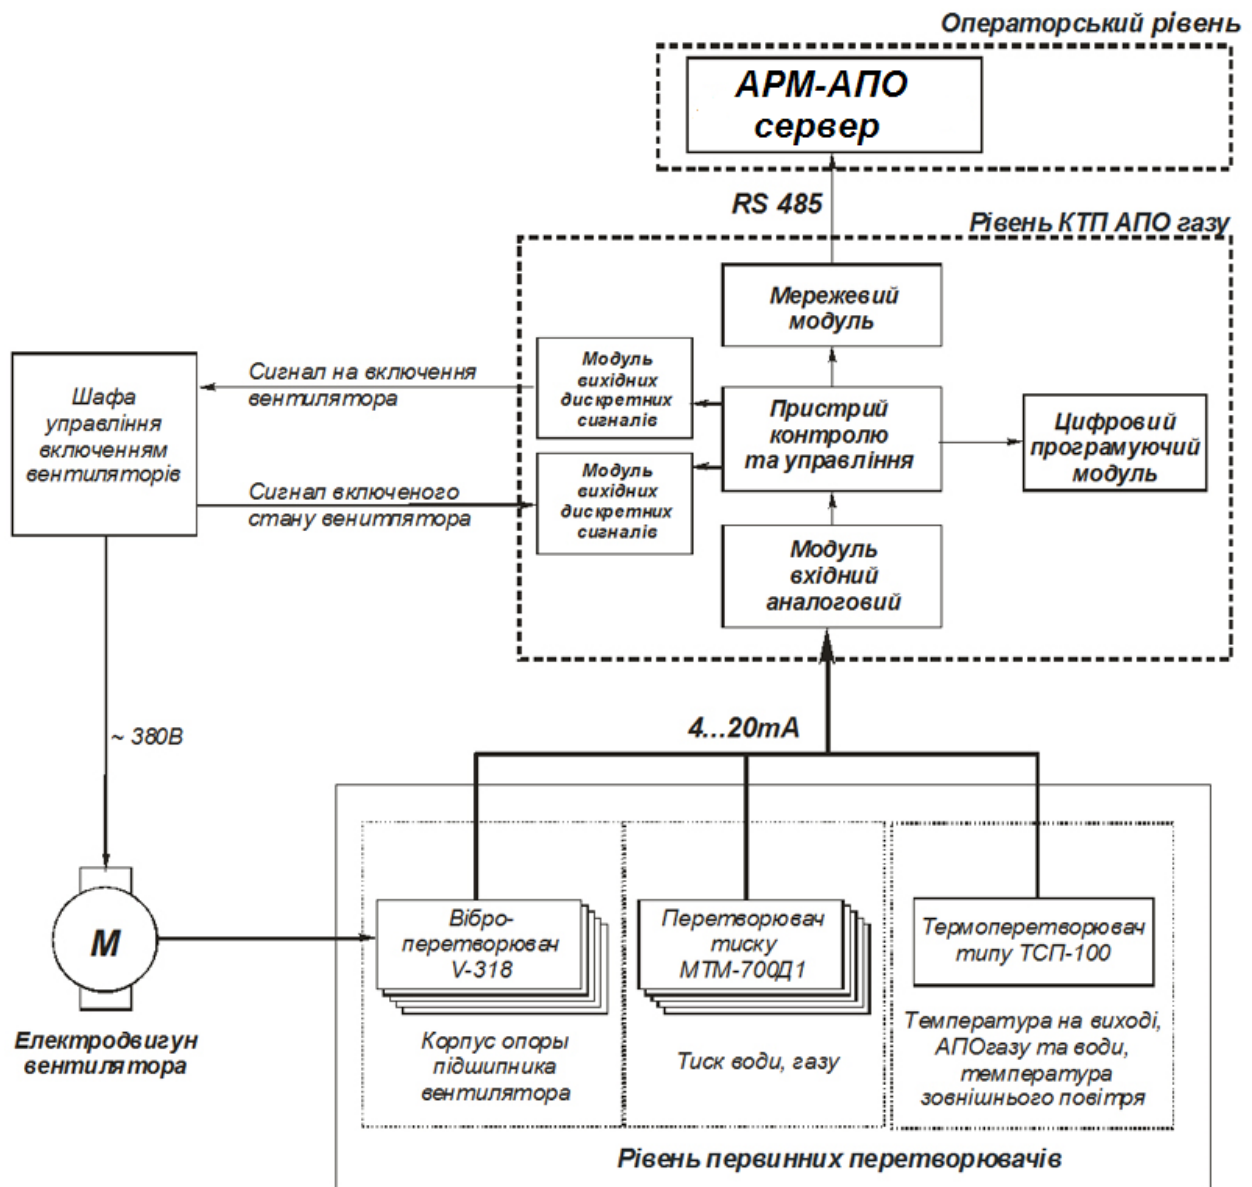 Операторський рівень
АРМ-АПО
сервер
RS 485
Рівень КТП АПО газу
Мережевий
модуль
Модуль
вихідних
дискретних
сигналів
Сигнал на включення
вентилятора
Шафа
управління
включенням
вентиляторів
Пристрий
контролю
та управління
Цифровий
програмуючий
модуль
Модуль
вихідних
дискретних
сигналів
Сигнал включеного
стану венитлятора
Модуль
вхідний
аналоговий
4...20mA
~ 380В
М
Електродвигун
вентилятора
Вібро-
перетворювач
V-318
Перетворювач
тиску
МТМ-700Д1
Термоперетворювач
типу ТСП-100
Корпус опоры
підшипника
вентилятора
Тиск води, газу
Температура на виході,
АПОгазу та води,
температура
зовнішнього повітря
Рівень первинних перетворювачів